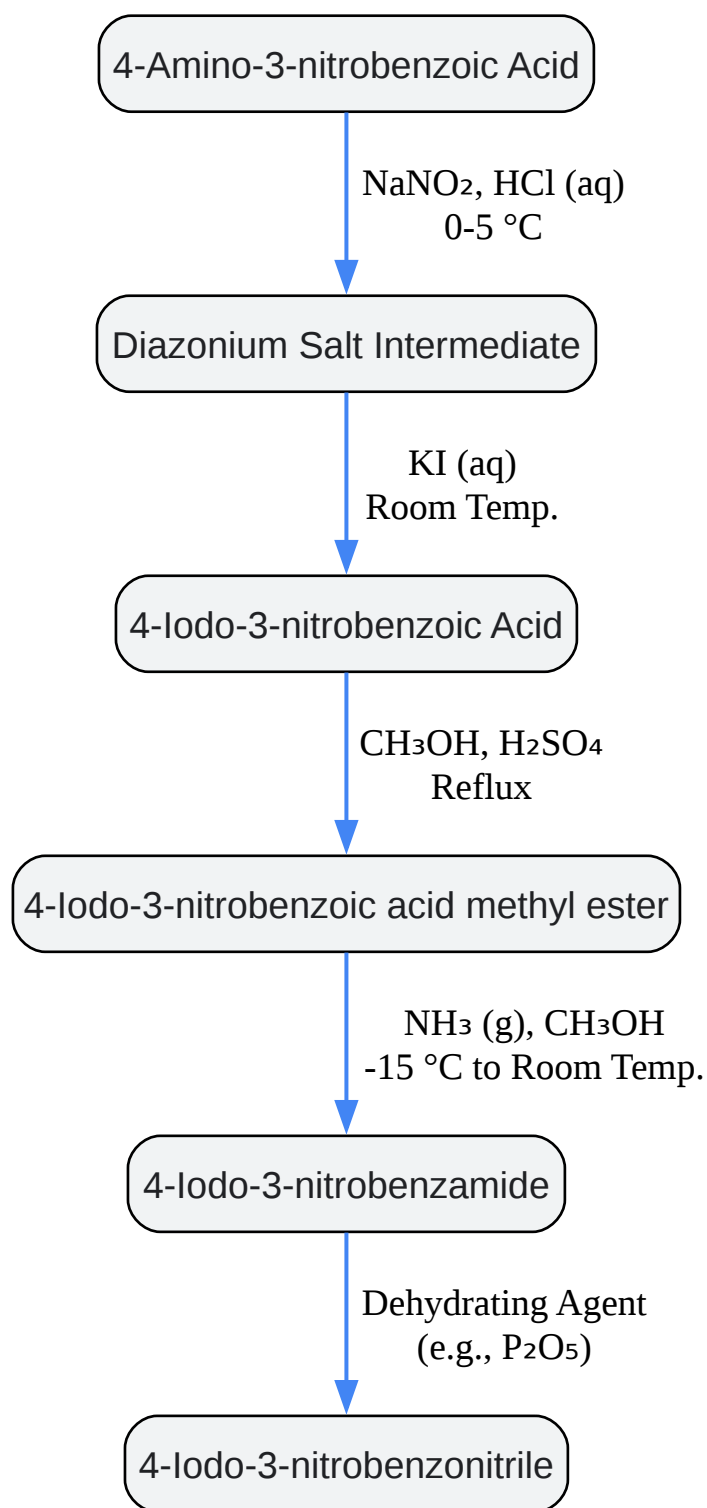 4-Amino-3-nitrobenzoic Acid
NaNO₂, HCl (aq)
0-5 °C
Diazonium Salt Intermediate
KI (aq)
Room Temp.
4-Iodo-3-nitrobenzoic Acid
CH₃OH, H₂SO₄
Reflux
4-Iodo-3-nitrobenzoic acid methyl ester
NH₃ (g), CH₃OH
-15 °C to Room Temp.
4-Iodo-3-nitrobenzamide
Dehydrating Agent
(e.g., P₂O₅)
4-Iodo-3-nitrobenzonitrile